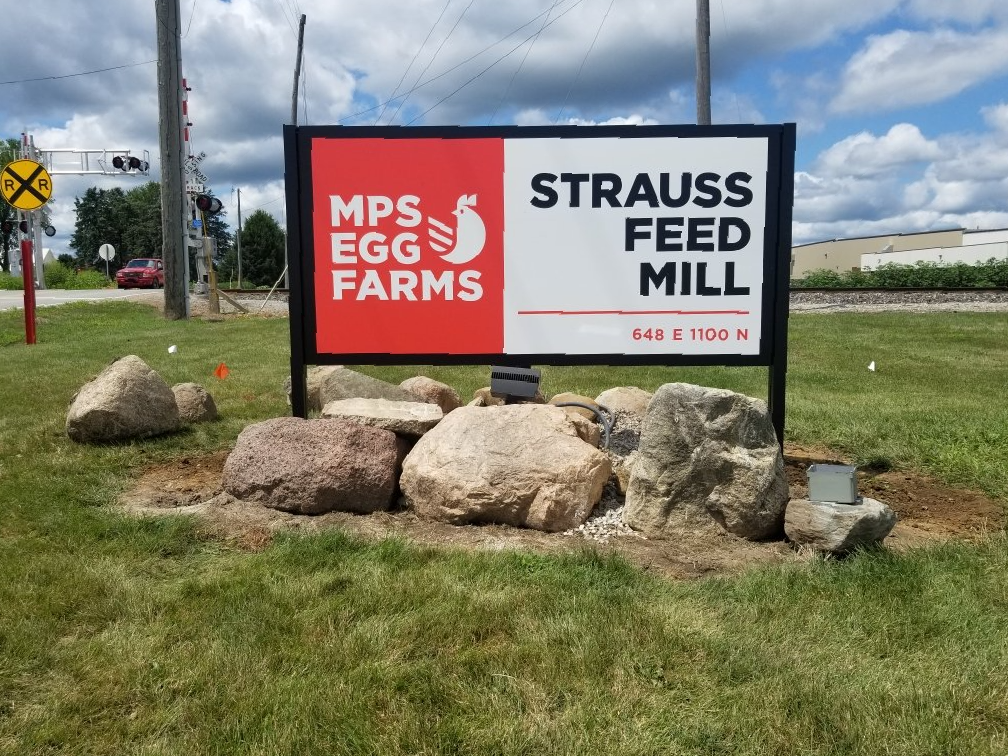 MPS
EGG
FARMS
STRAUSS
FEED
MILL
648 E 1100 N
R R